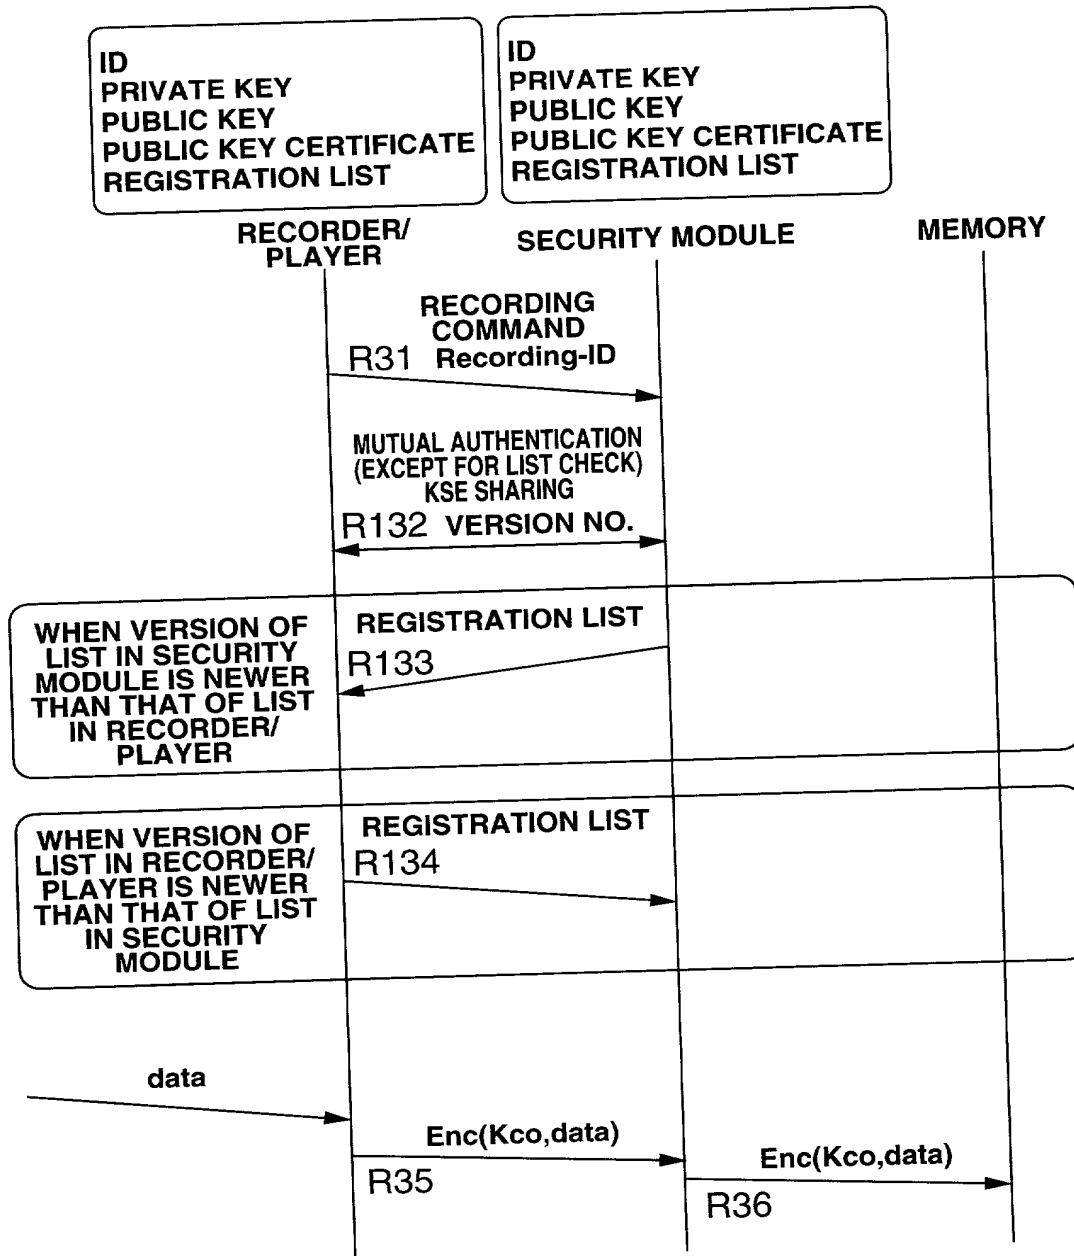 ID
PRIVATE KEY
PUBLIC KEY
PUBLIC KEY CERTIFICATE
REGISTRATION LIST
ID
PRIVATE KEY
PUBLIC KEY
PUBLIC KEY CERTIFICATE
REGISTRATION LIST
RECORDER/
PLAYER
SECURITY MODULE
MEMORY
RECORDING
COMMAND
R31 Recording-ID
MUTUAL AUTHENTICATION
(EXCEPT FOR LIST CHECK)
KSE SHARING
R132 VERSION NO.
WHEN VERSION OF
LIST IN SECURITY
MODULE IS NEWER
THAN THAT OF LIST
IN RECORDER/
PLAYER
REGISTRATION LIST
R133
WHEN VERSION OF
LIST IN RECORDER/
PLAYER IS NEWER
THAN THAT OF LIST
IN SECURITY
MODULE
REGISTRATION LIST
R134
data
Enc(Kco,data)
R35
Enc(Kco,data)
R36